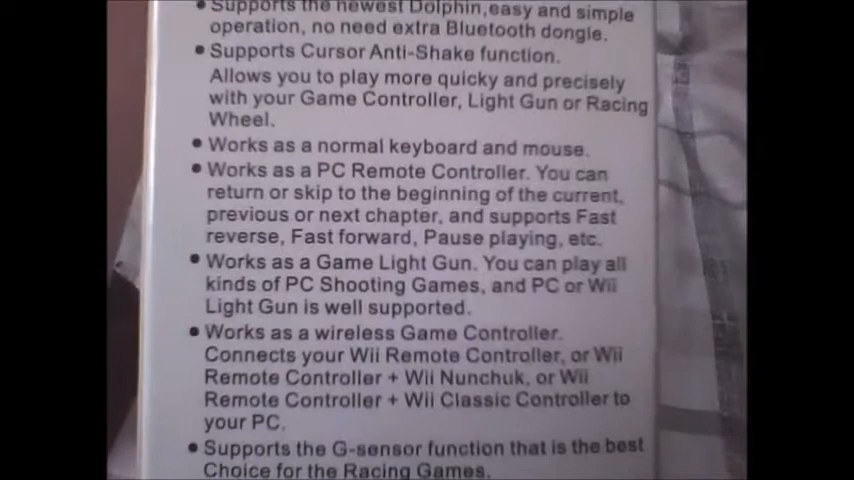 • Supports the newest Dolphin,easy and simple
operation, no need extra Bluetooth dongle.
• Supports Cursor Anti-Shake function.
Allows you to play more quicky and precisely
with your Game Controller, Light Gun or Racing
Wheel.
• Works as a normal keyboard and mouse.
• Works as a PC Remote Controller. You can
return or skip to the beginning of the current,
previous or next chapter, and supports Fast
reverse, Fast forward, Pause playing, etc.
• Works as a Game Light Gun. You can play all
kinds of PC Shooting Games, and PC or Wii
Light Gun is well supported.
• Works as a wireless Game Controller.
Connects your Wii Remote Controller, or Wii
Remote Controller + Wii Nunchuk, or Wii
Remote Controller + Wii Classic Controller to
your PC.
• Supports the G-sensor function that is the best
Choice for the Racing Games.